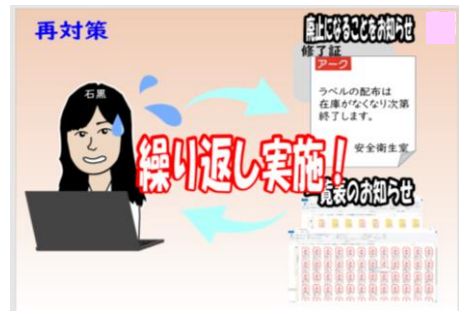 再対策
廃止になることをお知らせ
修了証
アーク
ラベルの配布は
在庫がなくなり次第
終了します。
安全衛生室
石黒
繰り返し実施!
一覧表のお知らせ